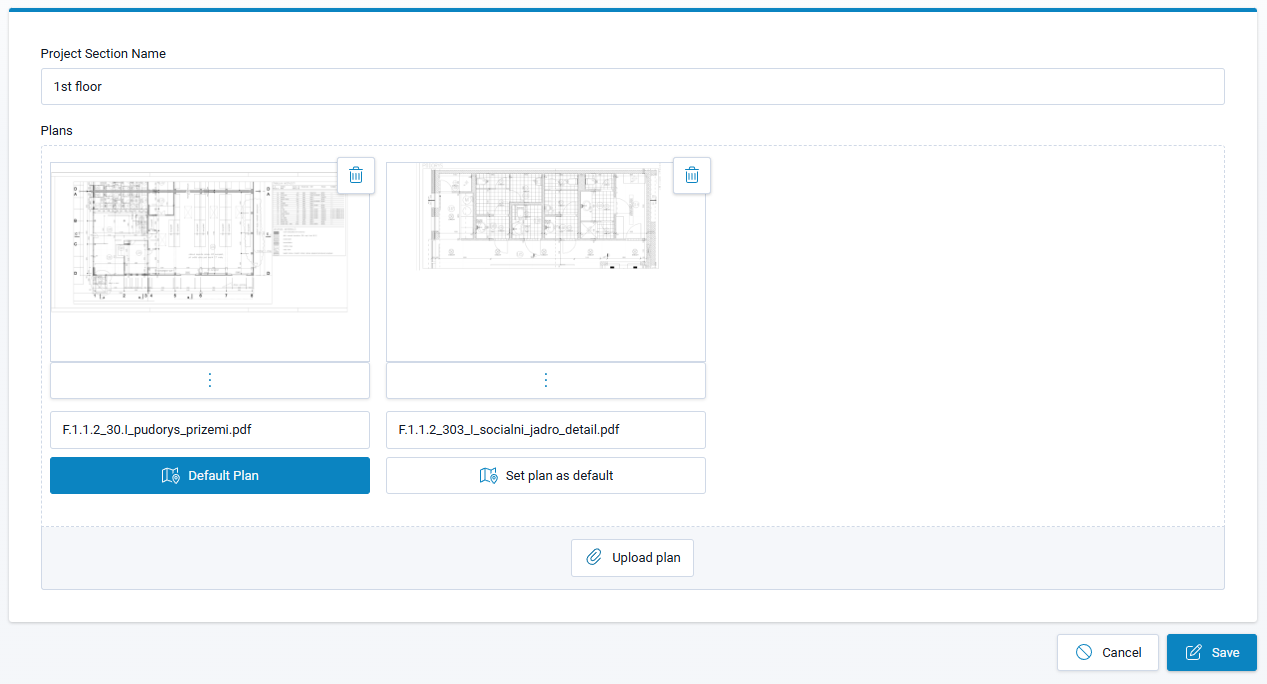 Project Section Name
1st floor
Plans
F.1.1.2_30.I_pudorys_prizemi.pdf
F.1.1.2_303_I_socialni_jadro_detail.pdf
Default Plan
Set plan as default
Upload plan
Cancel
Save